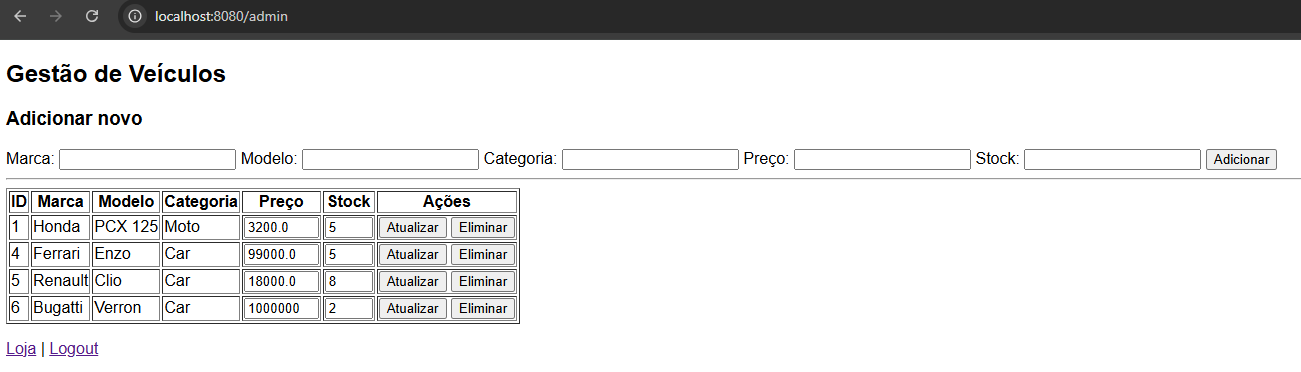 localhost:8080/admin
Gestão de Veículos
Adicionar novo
Marca: Modelo: Categoria: Preço: Stock: Adicionar
ID Marca Modelo Categoria Preço Stock Ações
1 Honda PCX 125 Moto 3200.0 5 Atualizar Eliminar
4 Ferrari Enzo Car 99000.0 5 Atualizar Eliminar
5 Renault Clio Car 18000.0 8 Atualizar Eliminar
6 Bugatti Verron Car 1000000 2 Atualizar Eliminar
Loja | Logout